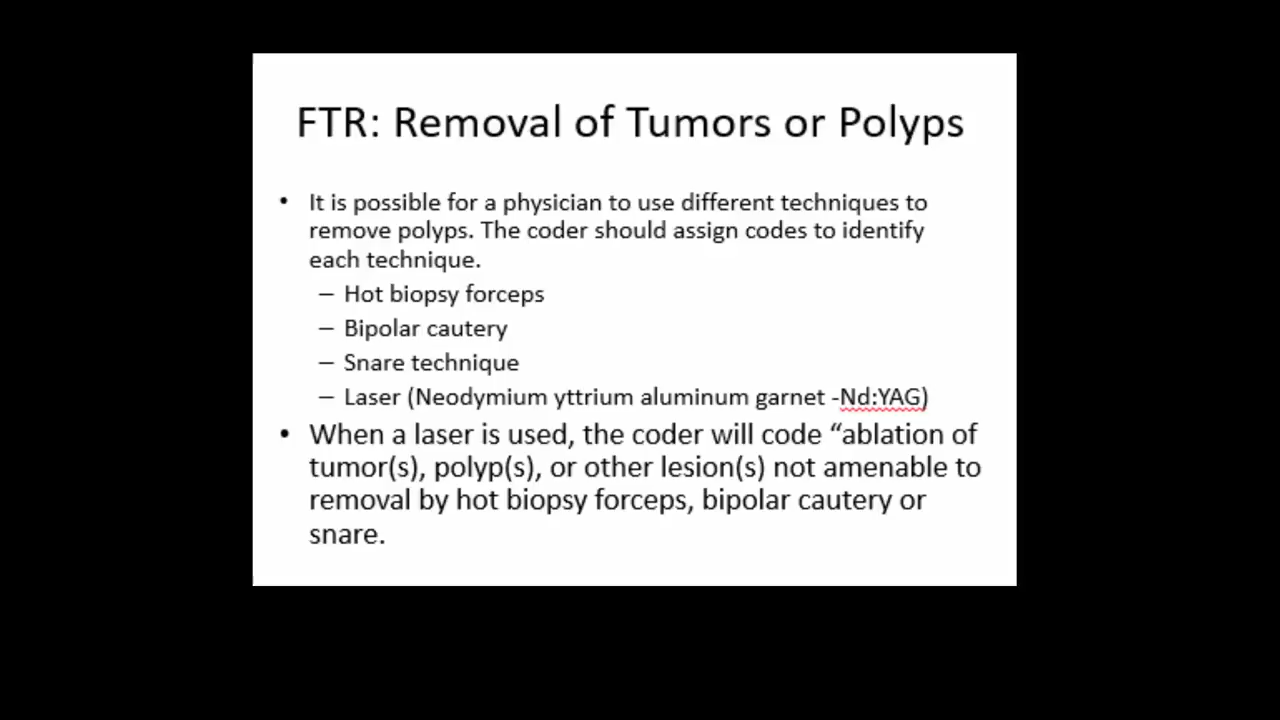 FTR: Removal of Tumors or Polyps
• It is possible for a physician to use different techniques to
remove polyps. The coder should assign codes to identify
each technique.
– Hot biopsy forceps
– Bipolar cautery
– Snare technique
– Laser (Neodymium yttrium aluminum garnet -Nd:YAG)
• When a laser is used, the coder will code “ablation of
tumor(s), polyp(s), or other lesion(s) not amenable to
removal by hot biopsy forceps, bipolar cautery or
snare.